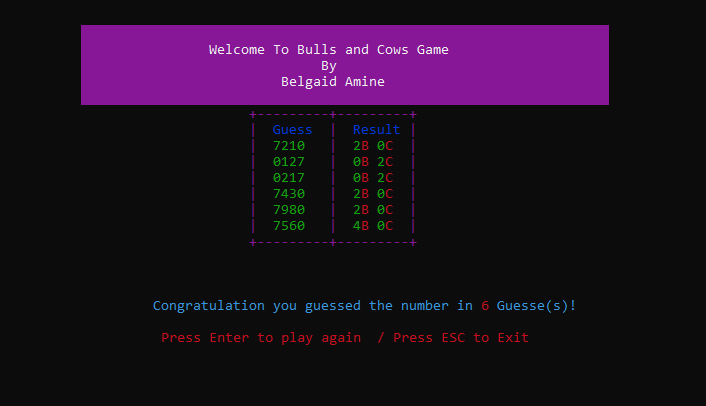 Welcome To Bulls and Cows Game
By
Belgaid Amine
+---------+---------+
|  Guess  |  Result |
|  7210   |  2B 0C  |
|  0127   |  0B 2C  |
|  0217   |  0B 2C  |
|  7430   |  2B 0C  |
|  7980   |  2B 0C  |
|  7560   |  4B 0C  |
+---------+---------+
Congratulation you guessed the number in 6 Guesse(s)!
Press Enter to play again  / Press ESC to Exit